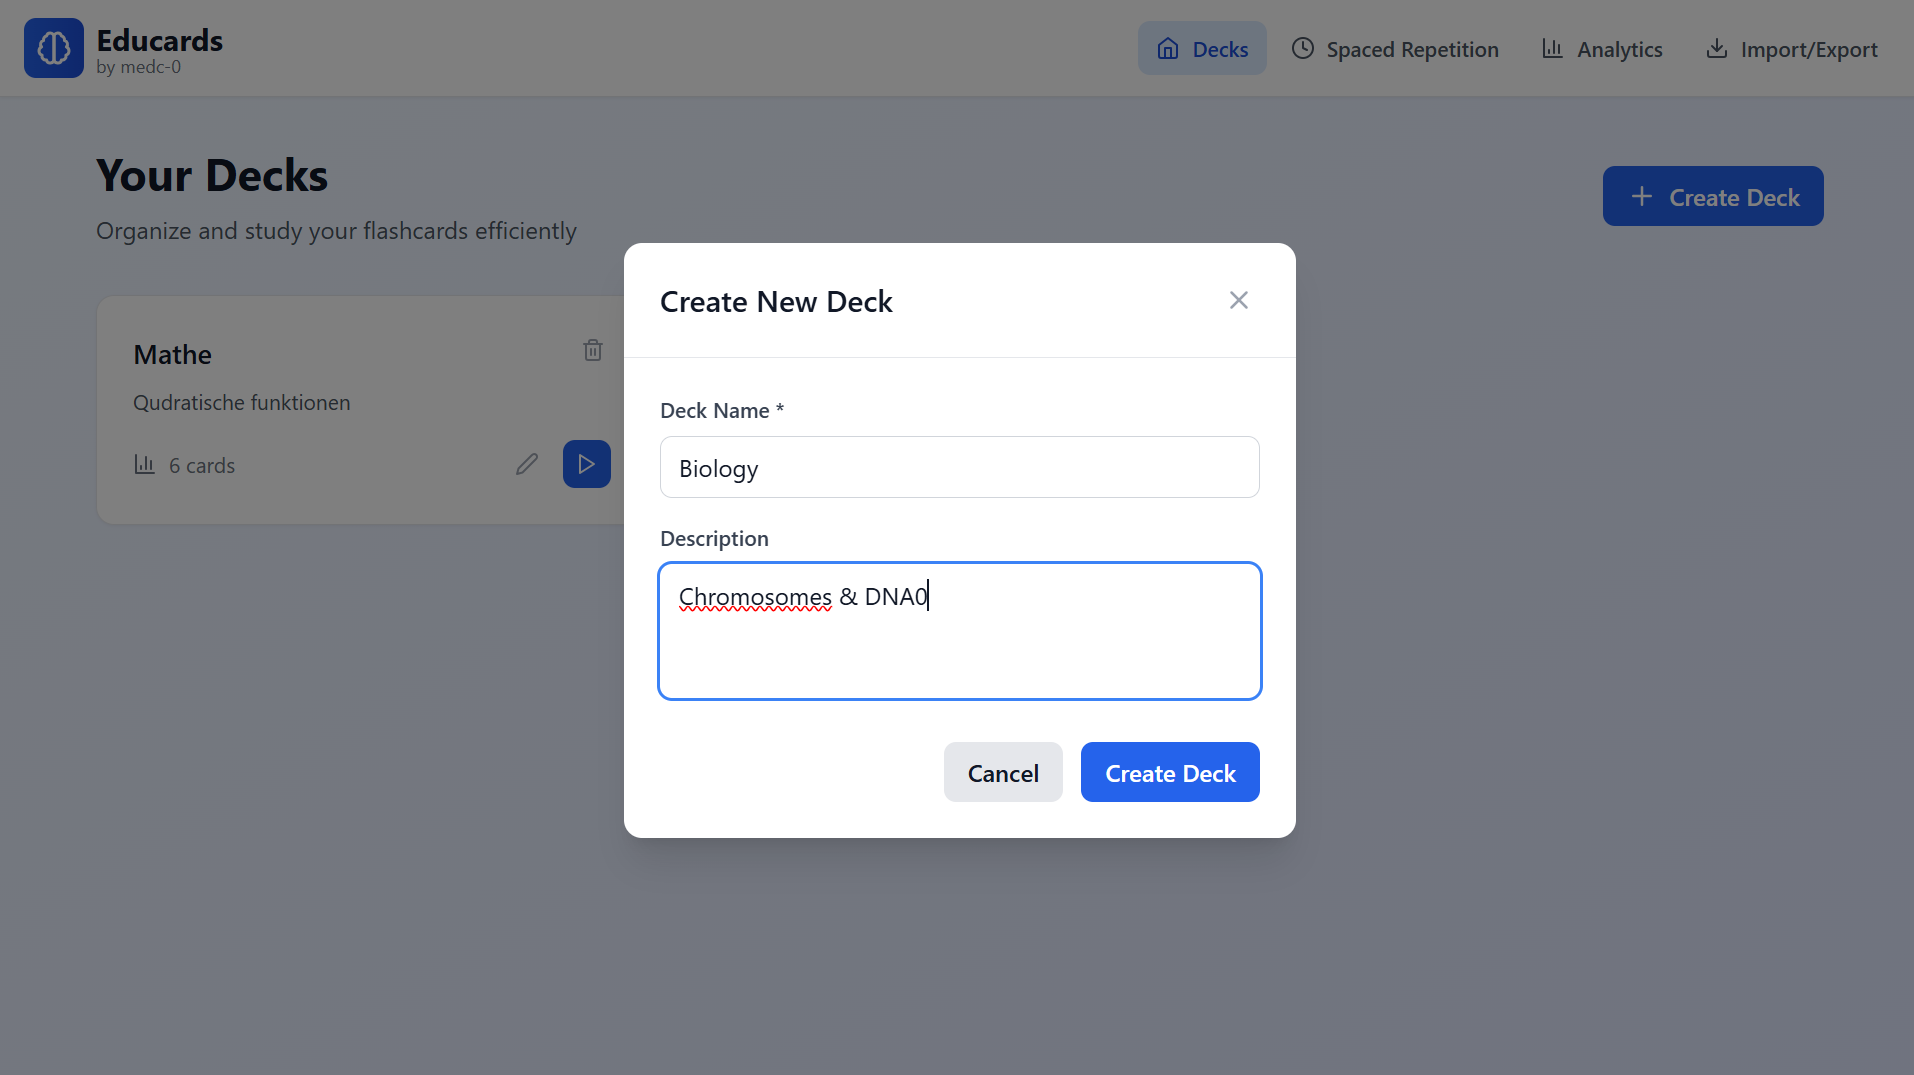 Educards
by medc-0
Decks
Spaced Repetition
Analytics
Import/Export
Your Decks
Organize and study your flashcards efficiently
Create Deck
Mathe
Qudratische funktionen
6 cards
Create New Deck
Deck Name *
Biology
Description
Chromosomes & DNA0
Cancel
Create Deck